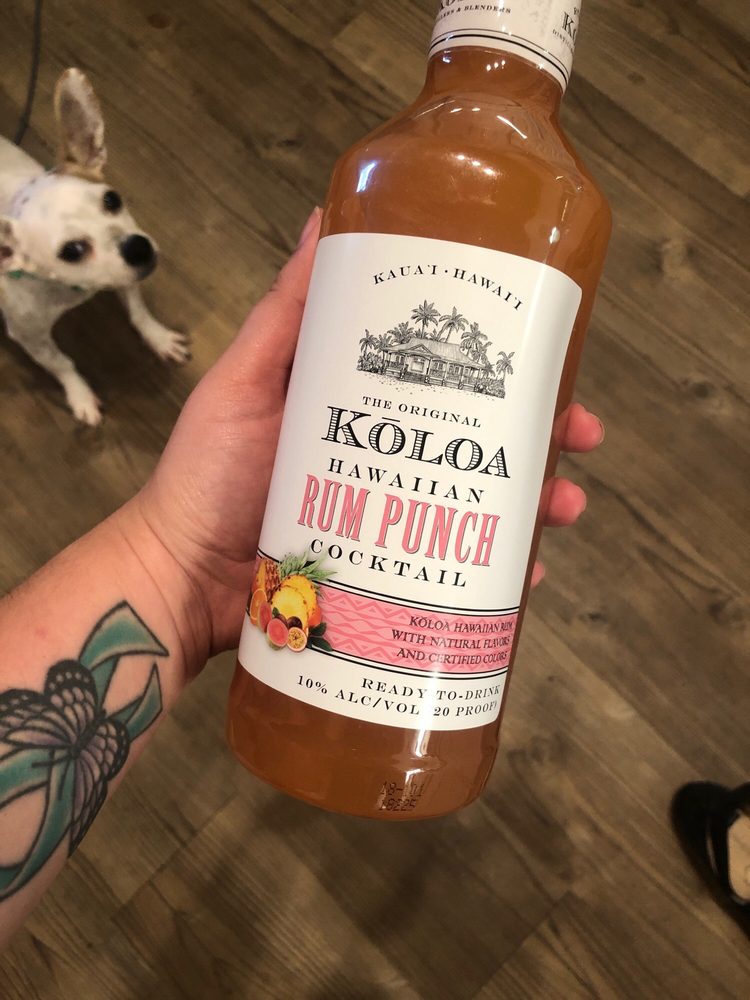 & BLENDERS
KAUA'I · HAWAI'I
THE ORIGINAL
KŌLOA
HAWAIIAN
RUM PUNCH
COCKTAIL
KŌLOA HAWAIIAN RUM
WITH NATURAL FLAVORS
AND CERTIFIED COLORS
READY-TO-DRINK
10% ALC/VOL (20 PROOF)